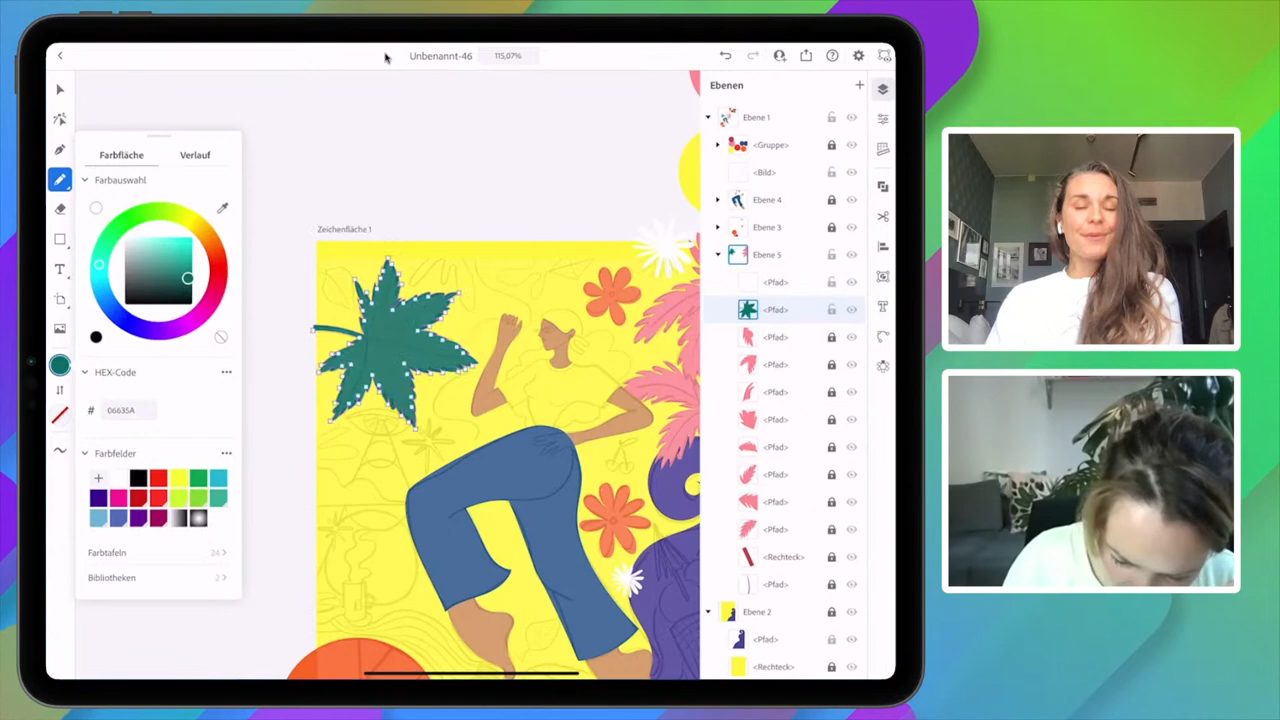 Unbenannt-46 115,07%
Farbfläche Verlauf
Farbauswahl
HEX-Code
# 06635A
Farbfelder
Farbtafeln 24
Bibliotheken 2
Zeichenfläche 1
Ebenen
Ebene 1
<Gruppe>
<Bild>
Ebene 4
Ebene 3
Ebene 5
<Pfad>
<Pfad>
<Pfad>
<Pfad>
<Pfad>
<Pfad>
<Pfad>
<Pfad>
<Pfad>
<Pfad>
<Rechteck>
<Pfad>
Ebene 2
<Pfad>
<Rechteck>